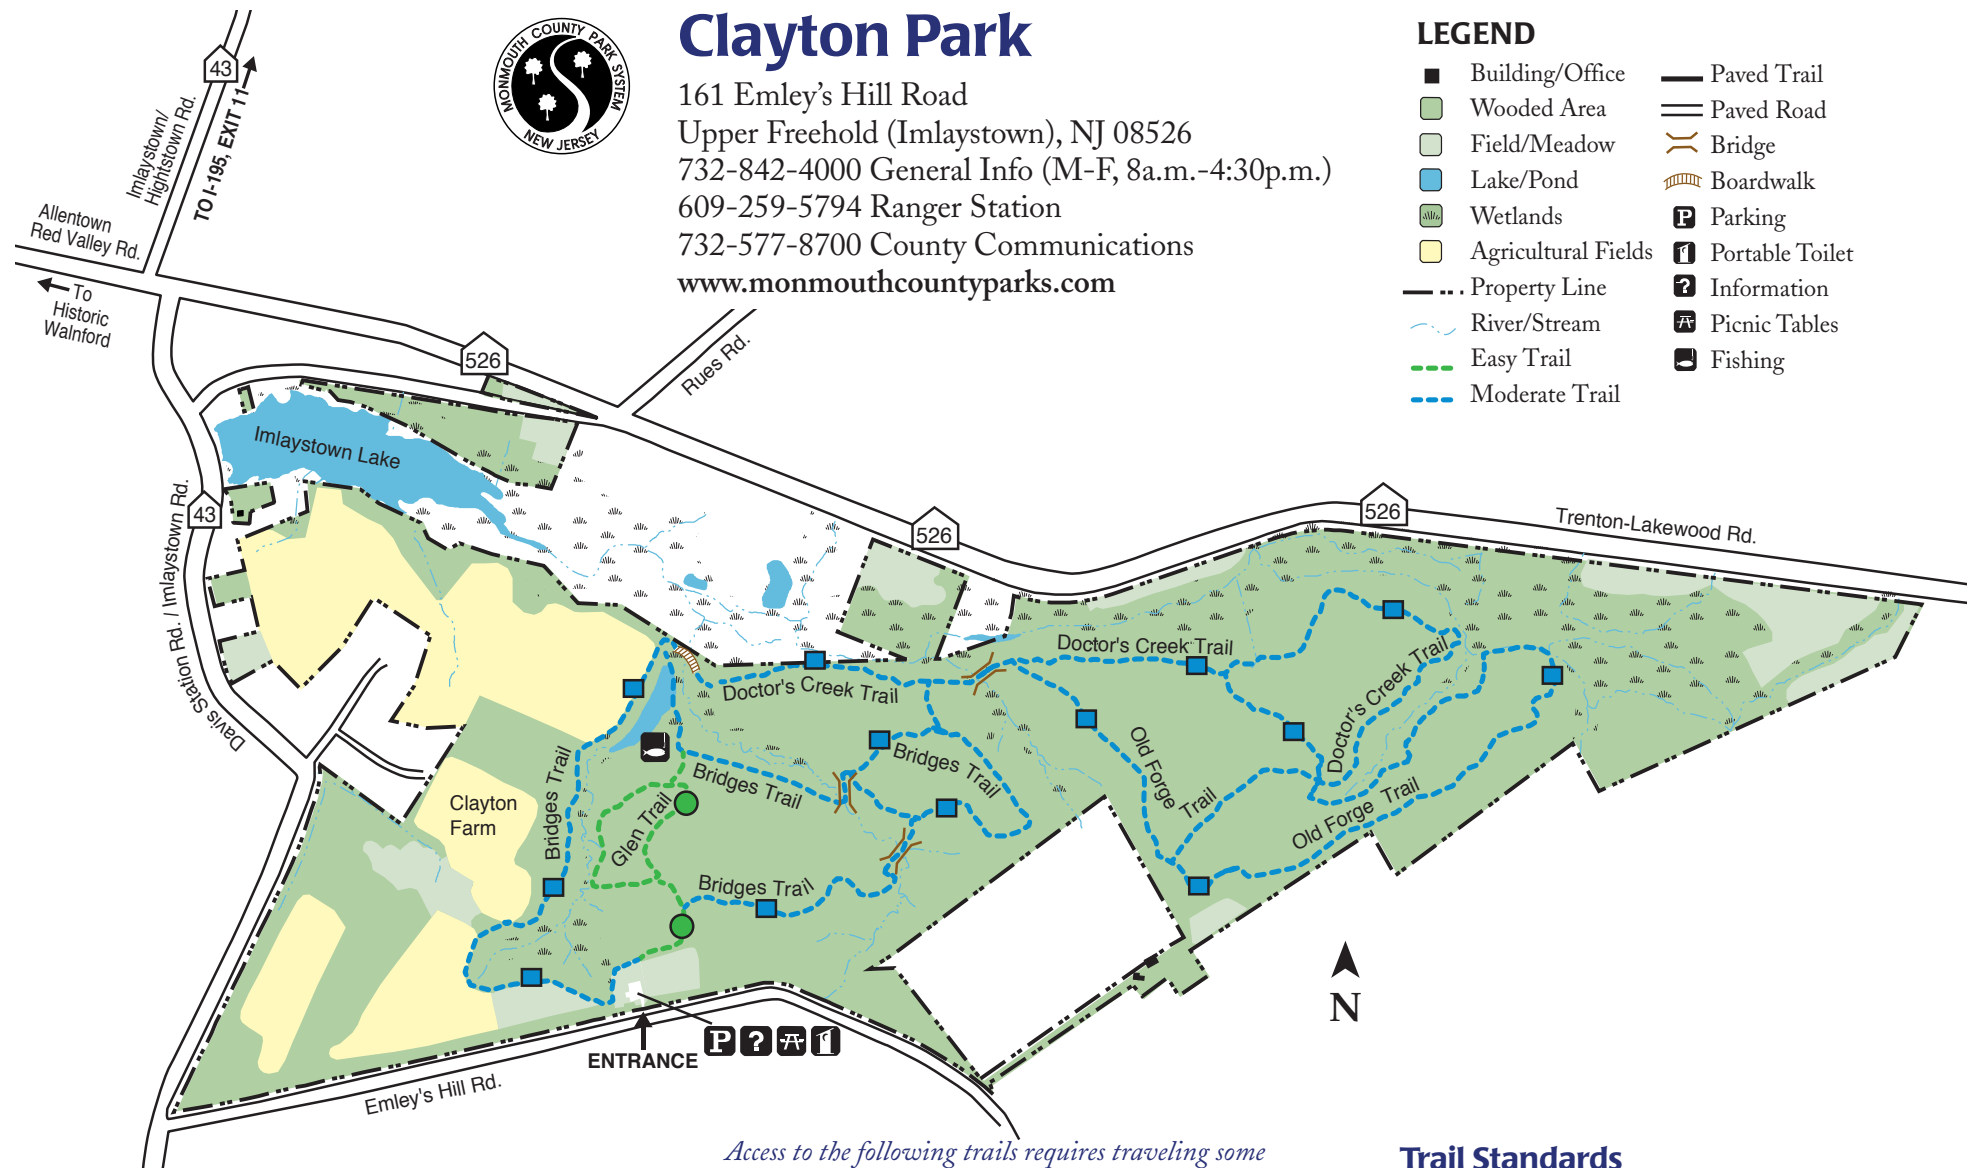 MONMOUTH COUNTY PARK SYSTEM
NEW JERSEY
Clayton Park
161 Emley's Hill Road
Upper Freehold (Imlaystown), NJ 08526
732-842-4000 General Info (M-F, 8a.m.-4:30p.m.)
609-259-5794 Ranger Station
732-577-8700 County Communications
www.monmouthcountyparks.com
LEGEND
Building/Office
Wooded Area
Field/Meadow
Lake/Pond
Wetlands
Agricultural Fields
Property Line
River/Stream
Easy Trail
Moderate Trail
Paved Trail
Paved Road
Bridge
Boardwalk
P Parking
Portable Toilet
? Information
Picnic Tables
Fishing
43
Imlaystown/
Hightstown Rd.
TO I-195, EXIT 11
Allentown
Red Valley Rd.
To
Historic
Walnford
526
Rues Rd.
Imlaystown Lake
43
Davis Station Rd. / Imlaystown Rd.
526
526
Trenton-Lakewood Rd.
Doctor's Creek Trail
Doctor's Creek Trail
Doctor's Creek Trail
Old Forge
Trail
Old Forge Trail
Bridges Trail
Bridges Trail
Bridges Trail
Bridges Trail
Glen Trail
Clayton
Farm
N
P ?
ENTRANCE
Emley's Hill Rd.
Access to the following trails requires traveling some
Trail Standards